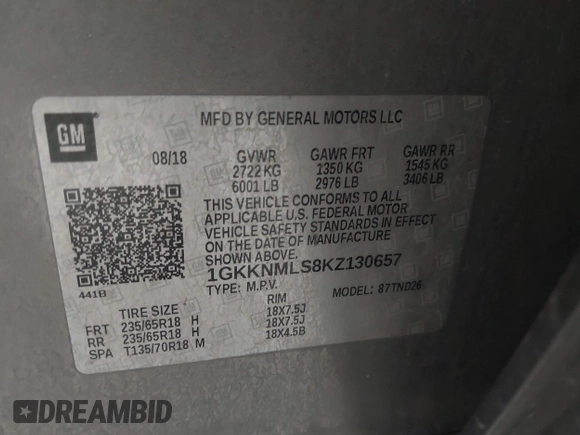 GM
MFD BY GENERAL MOTORS LLC
08/18 GVWR GAWR FRT GAWR RR
2722 KG 1350 KG 1545 KG
6001 LB 2976 LB 3406 LB
THIS VEHICLE CONFORMS TO ALL
APPLICABLE U.S. FEDERAL MOTOR
VEHICLE SAFETY STANDARDS IN EFFECT
ON THE DATE OF MANUFACTURE
SHOWN ABOVE.
1GKKNMLS8KZ130657
TYPE: M.P.V. MODEL: 87TND26
441B
TIRE SIZE RIM
FRT 235/65R18 H 18X7.5J
RR 235/65R18 H 18X7.5J
SPA T135/70R18 M 18X4.5B
DREAMBID